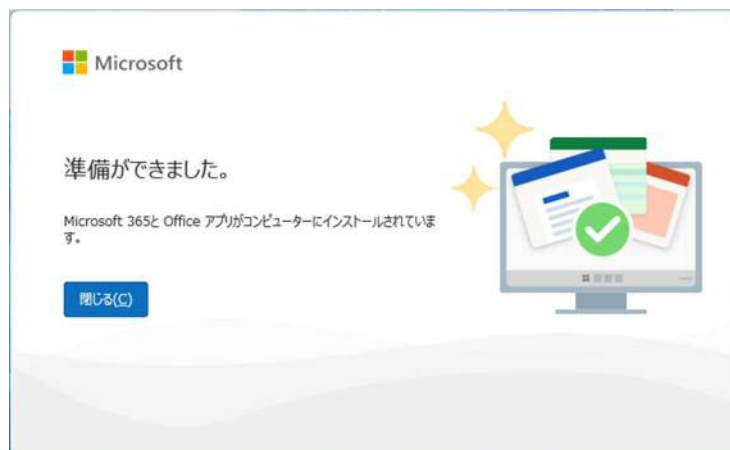 Microsoft
準備ができました。
Microsoft 365と Office アプリがコンピューターにインストールされていま
す。
閉じる(C)